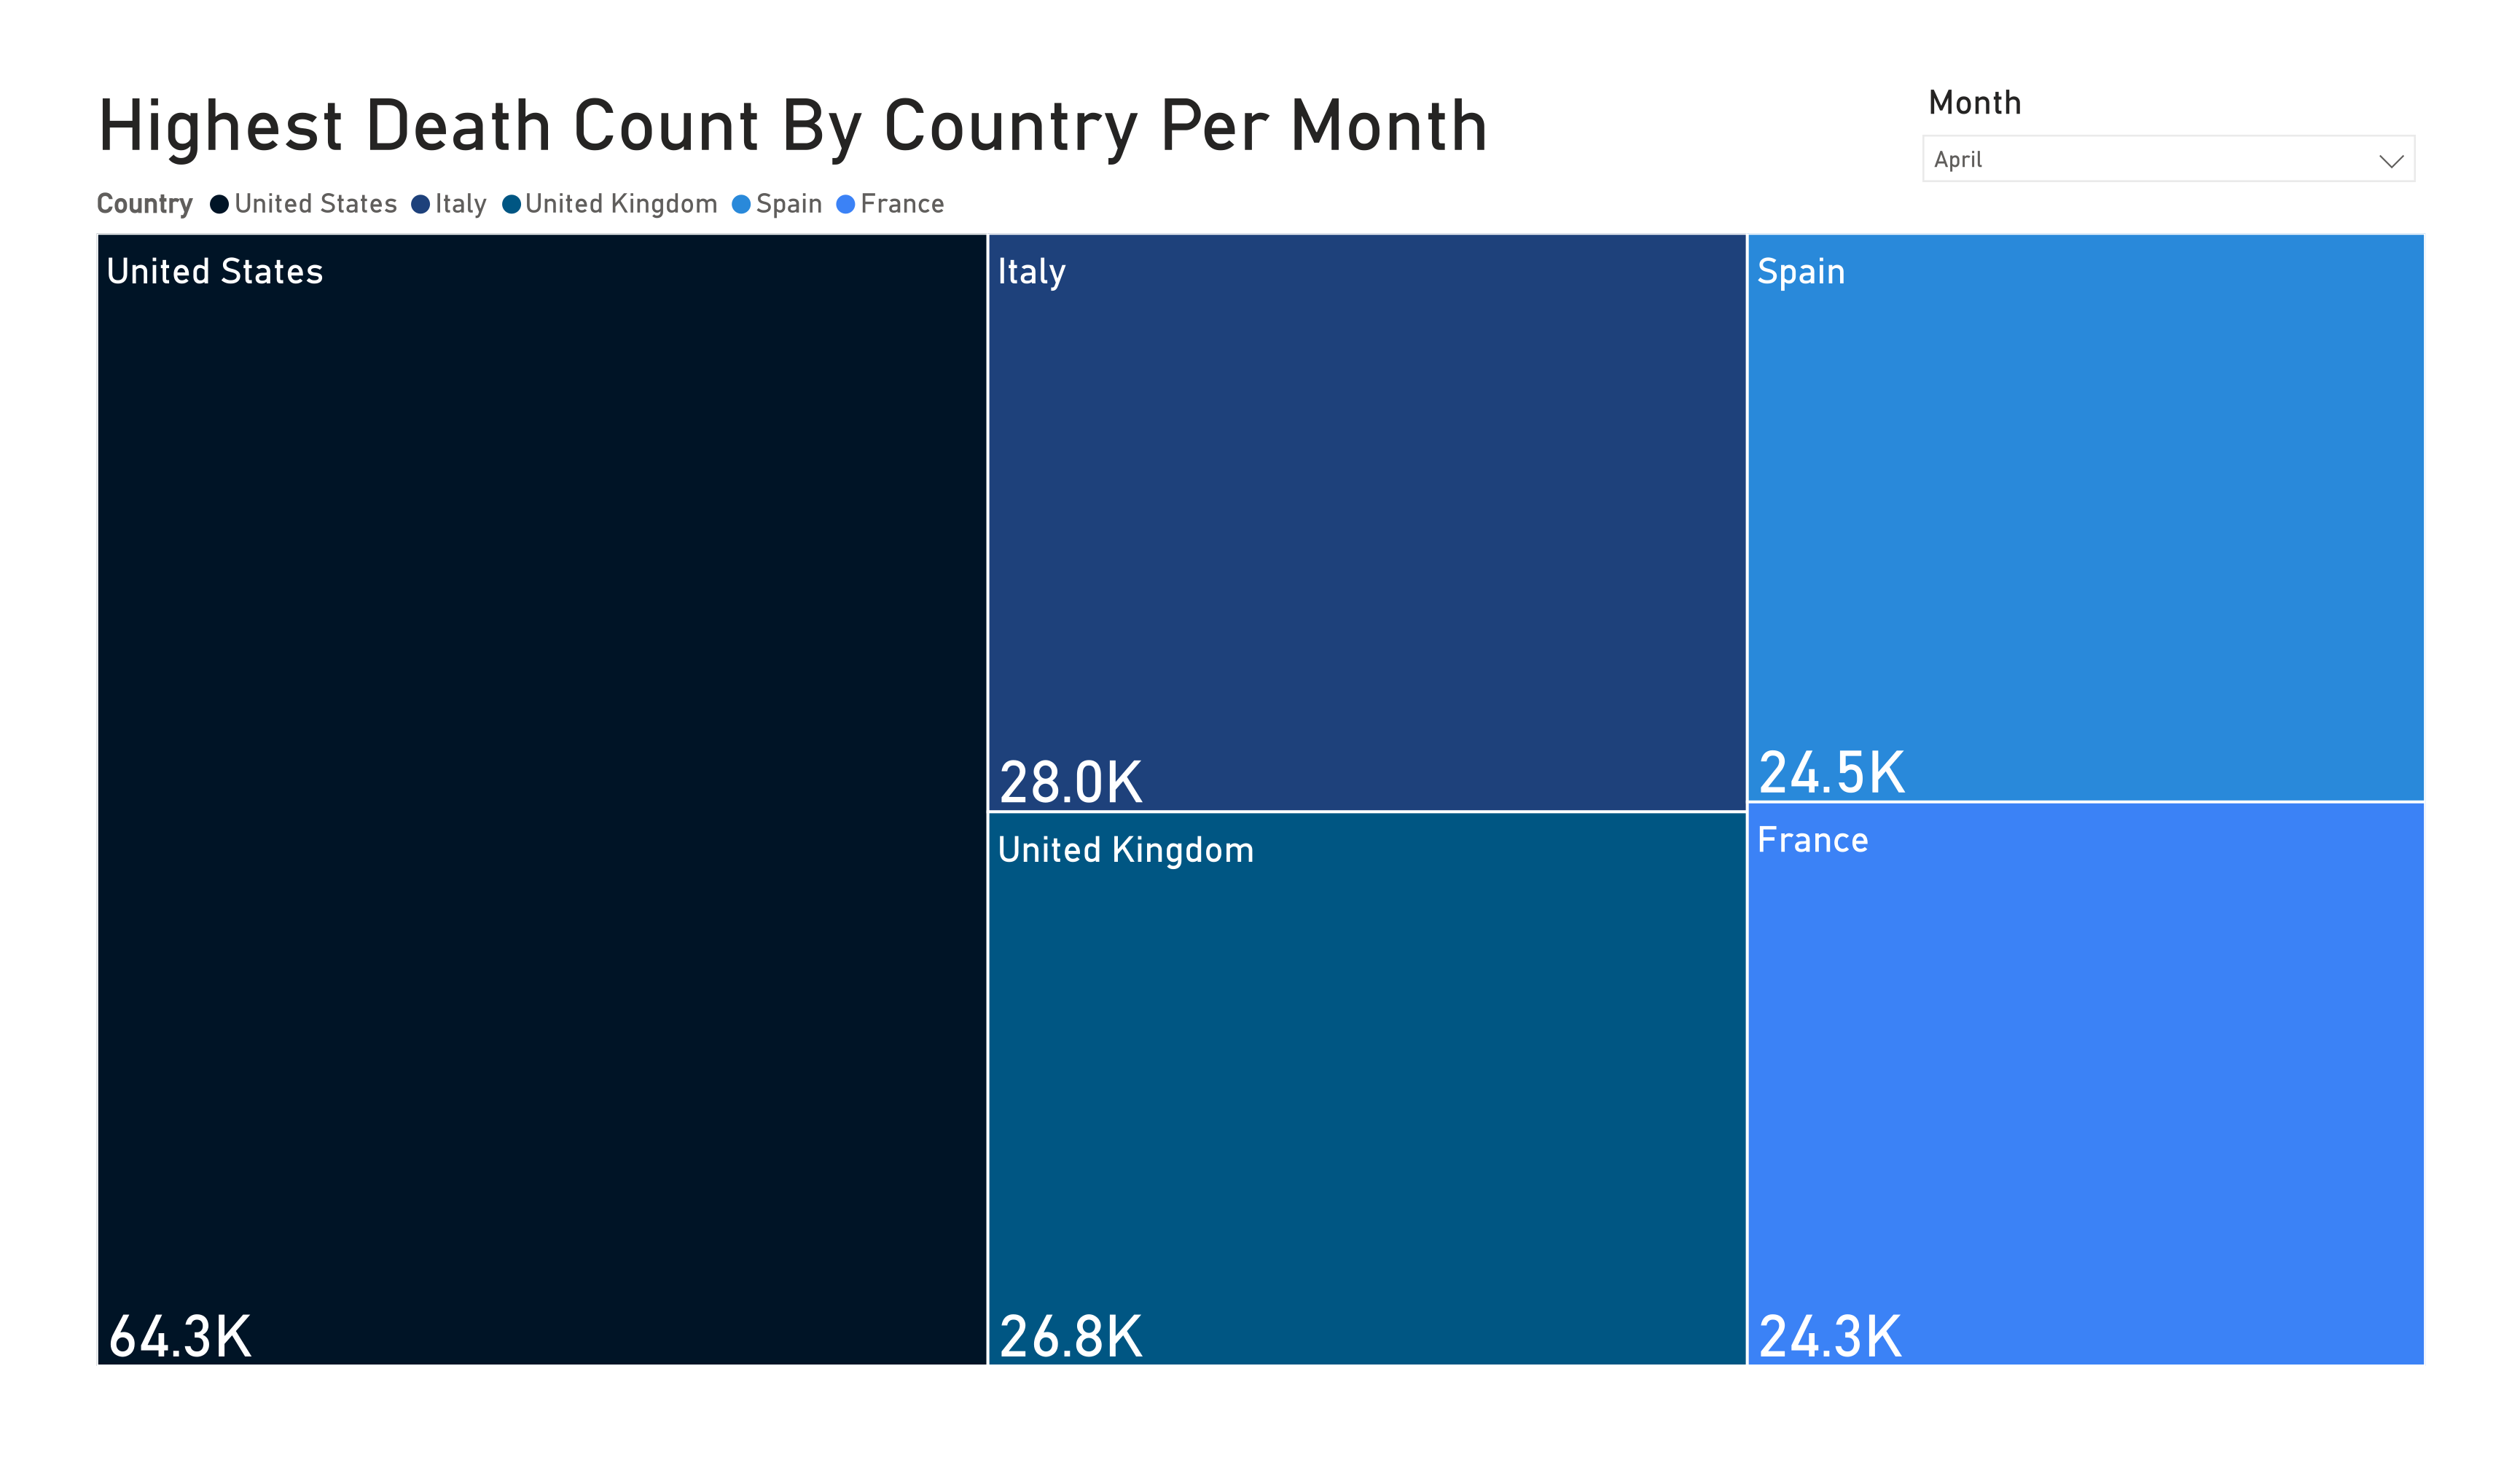 Highest Death Count By Country Per Month
Month
April
Country United States Italy United Kingdom Spain France
United States
64.3K
Italy
28.0K
United Kingdom
26.8K
Spain
24.5K
France
24.3K